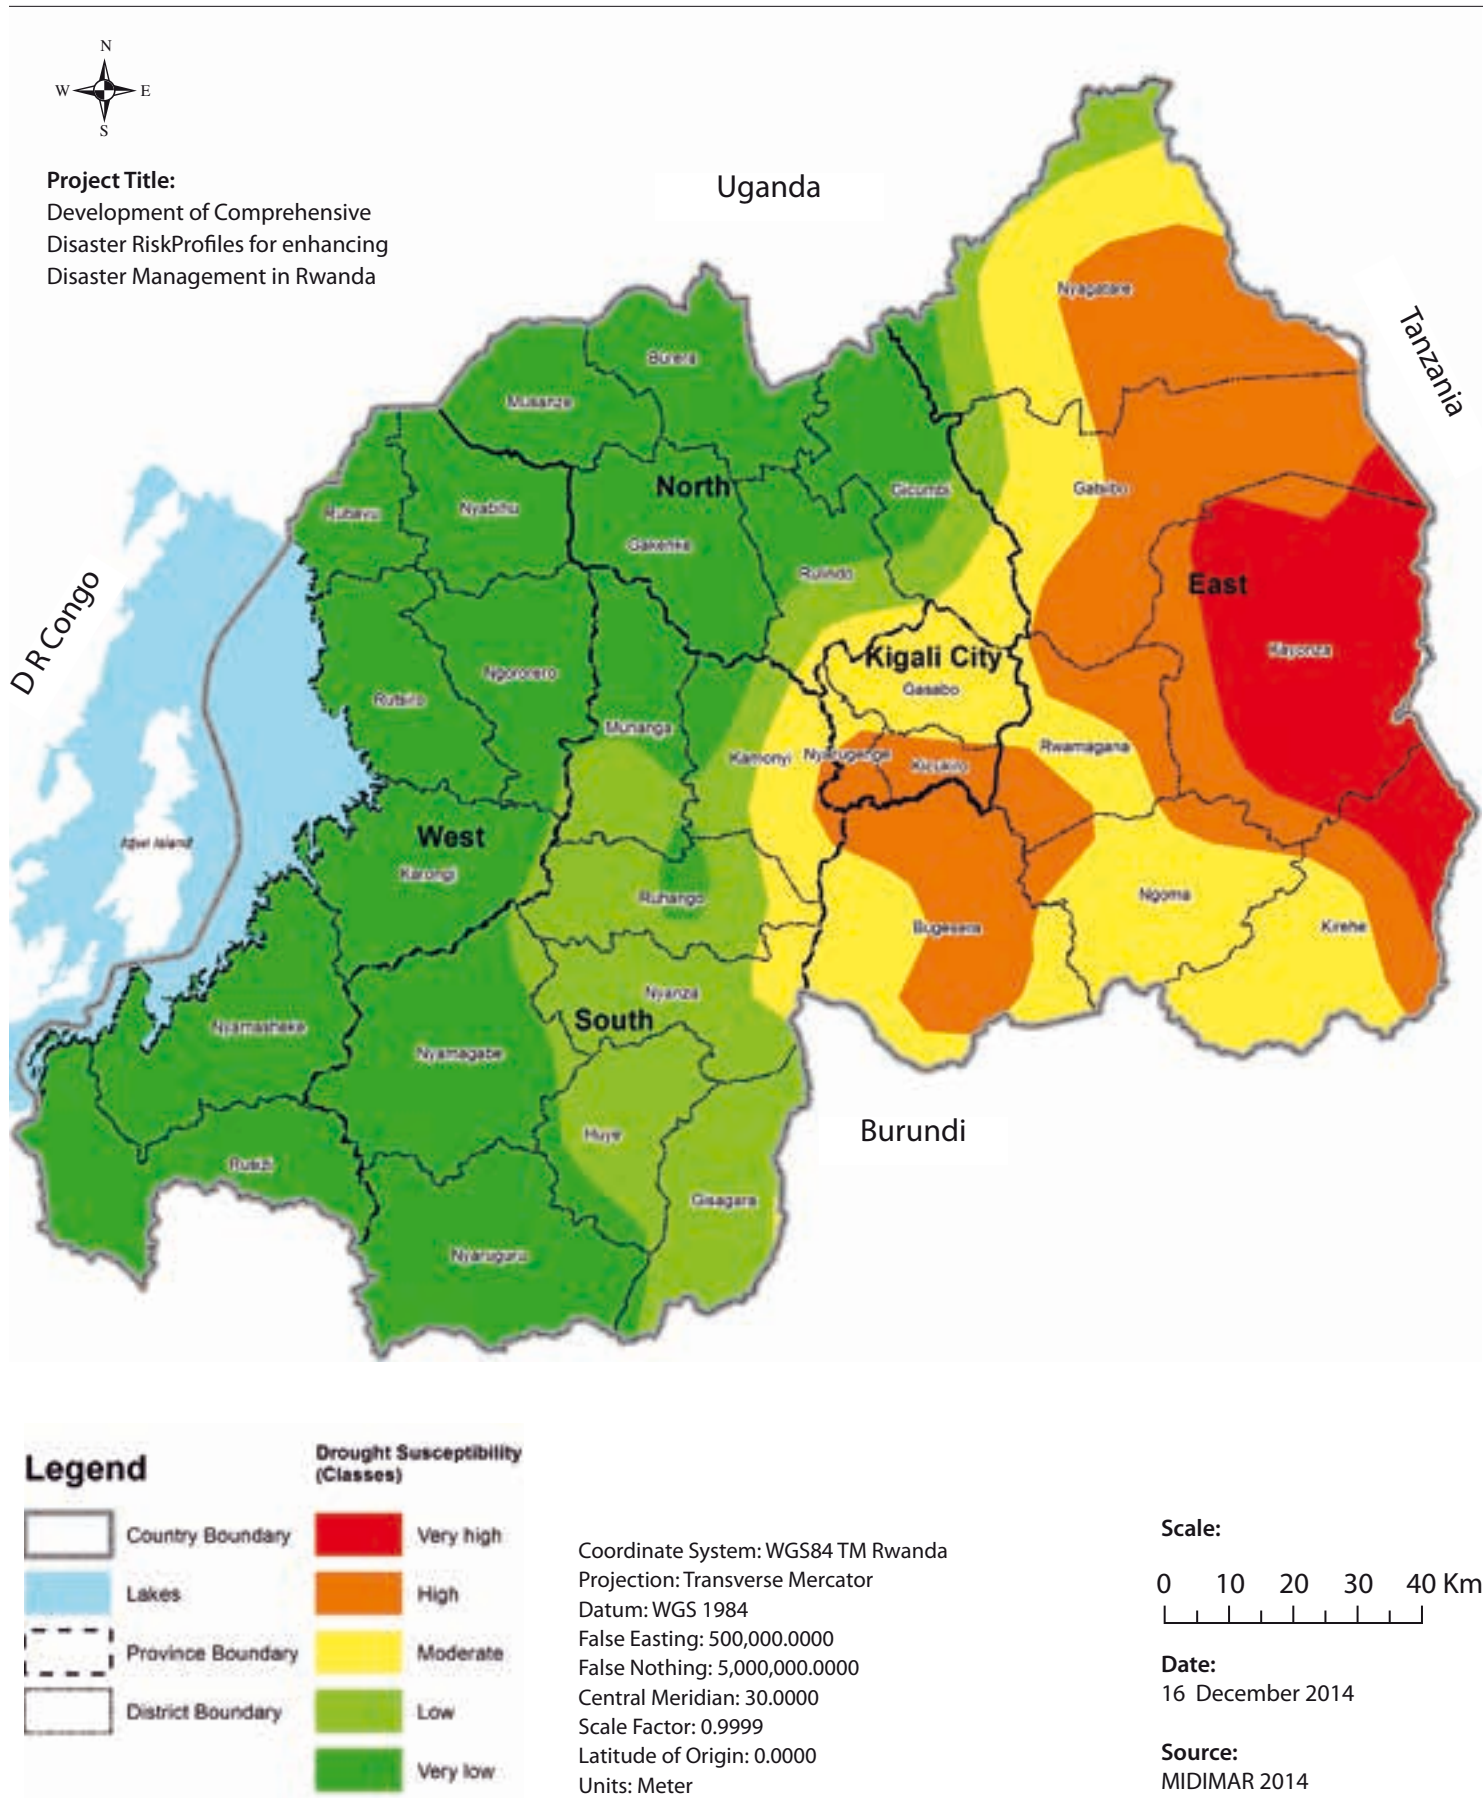 N
W
E
S
Project Title:
Development of Comprehensive
Disaster RiskProfiles for enhancing
Disaster Management in Rwanda
Uganda
Tanzania
D R Congo
Burundi
Nyagatare
Burera
Musanze
North
Gicumbi
Gatsibo
Rubavu
Nyabihu
Gakenke
Rulindo
East
Kayonza
Kigali City
Gasabo
Ngororero
Rutsiro
Muhanga
Kamonyi
Nyarugenge
Kicukiro
Rwamagana
West
Karongi
Idjwi Island
Ruhango
Ngoma
Bugesera
Kirehe
Nyanza
South
Nyamasheke
Nyamagabe
Huye
Rusizi
Gisagara
Nyaruguru
Legend
Country Boundary
Lakes
Province Boundary
District Boundary
Drought Susceptibility
(Classes)
Very high
High
Moderate
Low
Very low
Coordinate System: WGS84 TM Rwanda
Projection: Transverse Mercator
Datum: WGS 1984
False Easting: 500,000.0000
False Nothing: 5,000,000.0000
Central Meridian: 30.0000
Scale Factor: 0.9999
Latitude of Origin: 0.0000
Units: Meter
Scale:
0 10 20 30 40 Km
Date:
16 December 2014
Source:
MIDIMAR 2014